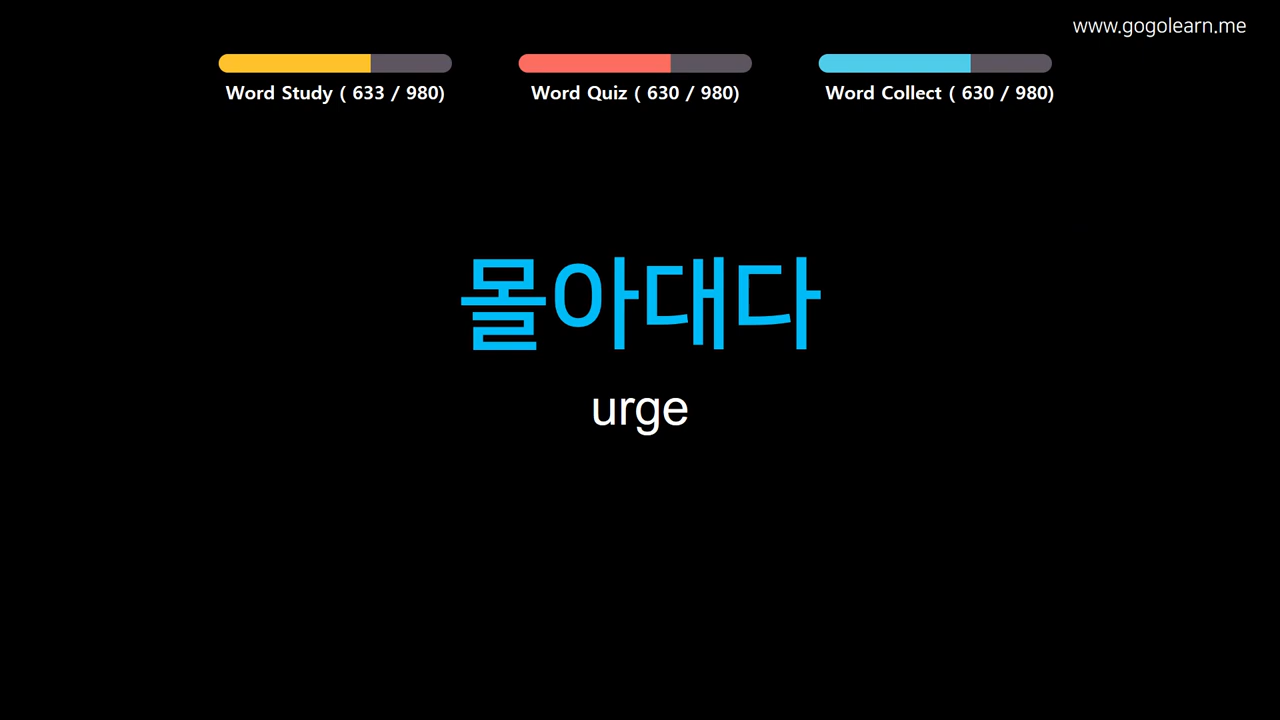 www.gogolearn.me
Word Study ( 633 / 980)
Word Quiz ( 630 / 980)
Word Collect ( 630 / 980)
몰아대다
urge